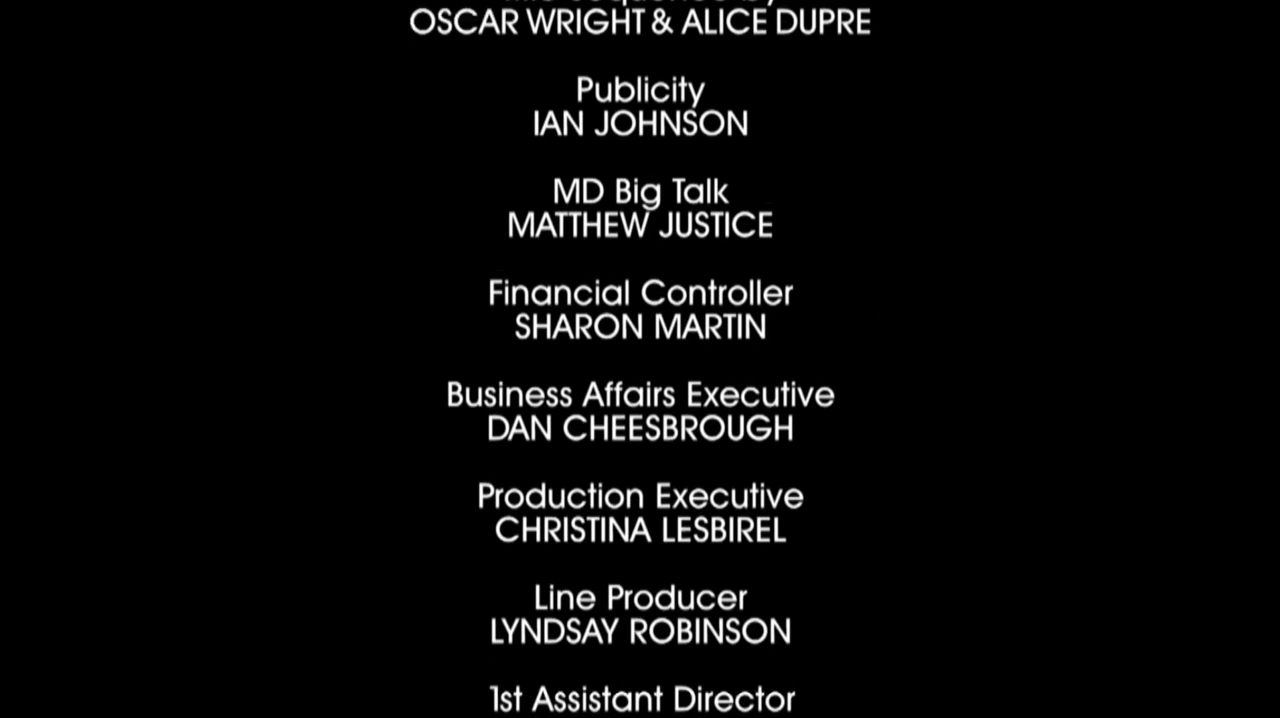 OSCAR WRIGHT & ALICE DUPRE
Publicity
IAN JOHNSON
MD Big Talk
MATTHEW JUSTICE
Financial Controller
SHARON MARTIN
Business Affairs Executive
DAN CHEESBROUGH
Production Executive
CHRISTINA LESBIREL
Line Producer
LYNDSAY ROBINSON
1st Assistant Director